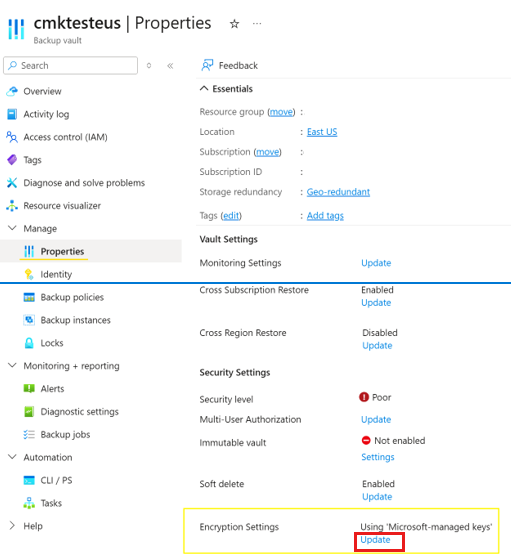 cmktesteus | Properties
Backup vault
Search
Feedback
Overview
Activity log
Access control (IAM)
Tags
Diagnose and solve problems
Resource visualizer
Manage
Properties
Identity
Backup policies
Backup instances
Locks
Monitoring + reporting
Alerts
Diagnostic settings
Backup jobs
Automation
CLI / PS
Tasks
Help
Essentials
Resource group (move) :
Location : East US
Subscription (move) :
Subscription ID :
Storage redundancy : Geo-redundant
Tags (edit) : Add tags
Vault Settings
Monitoring Settings Update
Cross Subscription Restore Enabled
Update
Cross Region Restore Disabled
Update
Security Settings
Security level Poor
Multi-User Authorization Update
Immutable vault Not enabled
Settings
Soft delete Enabled
Update
Encryption Settings Using 'Microsoft-managed keys'
Update